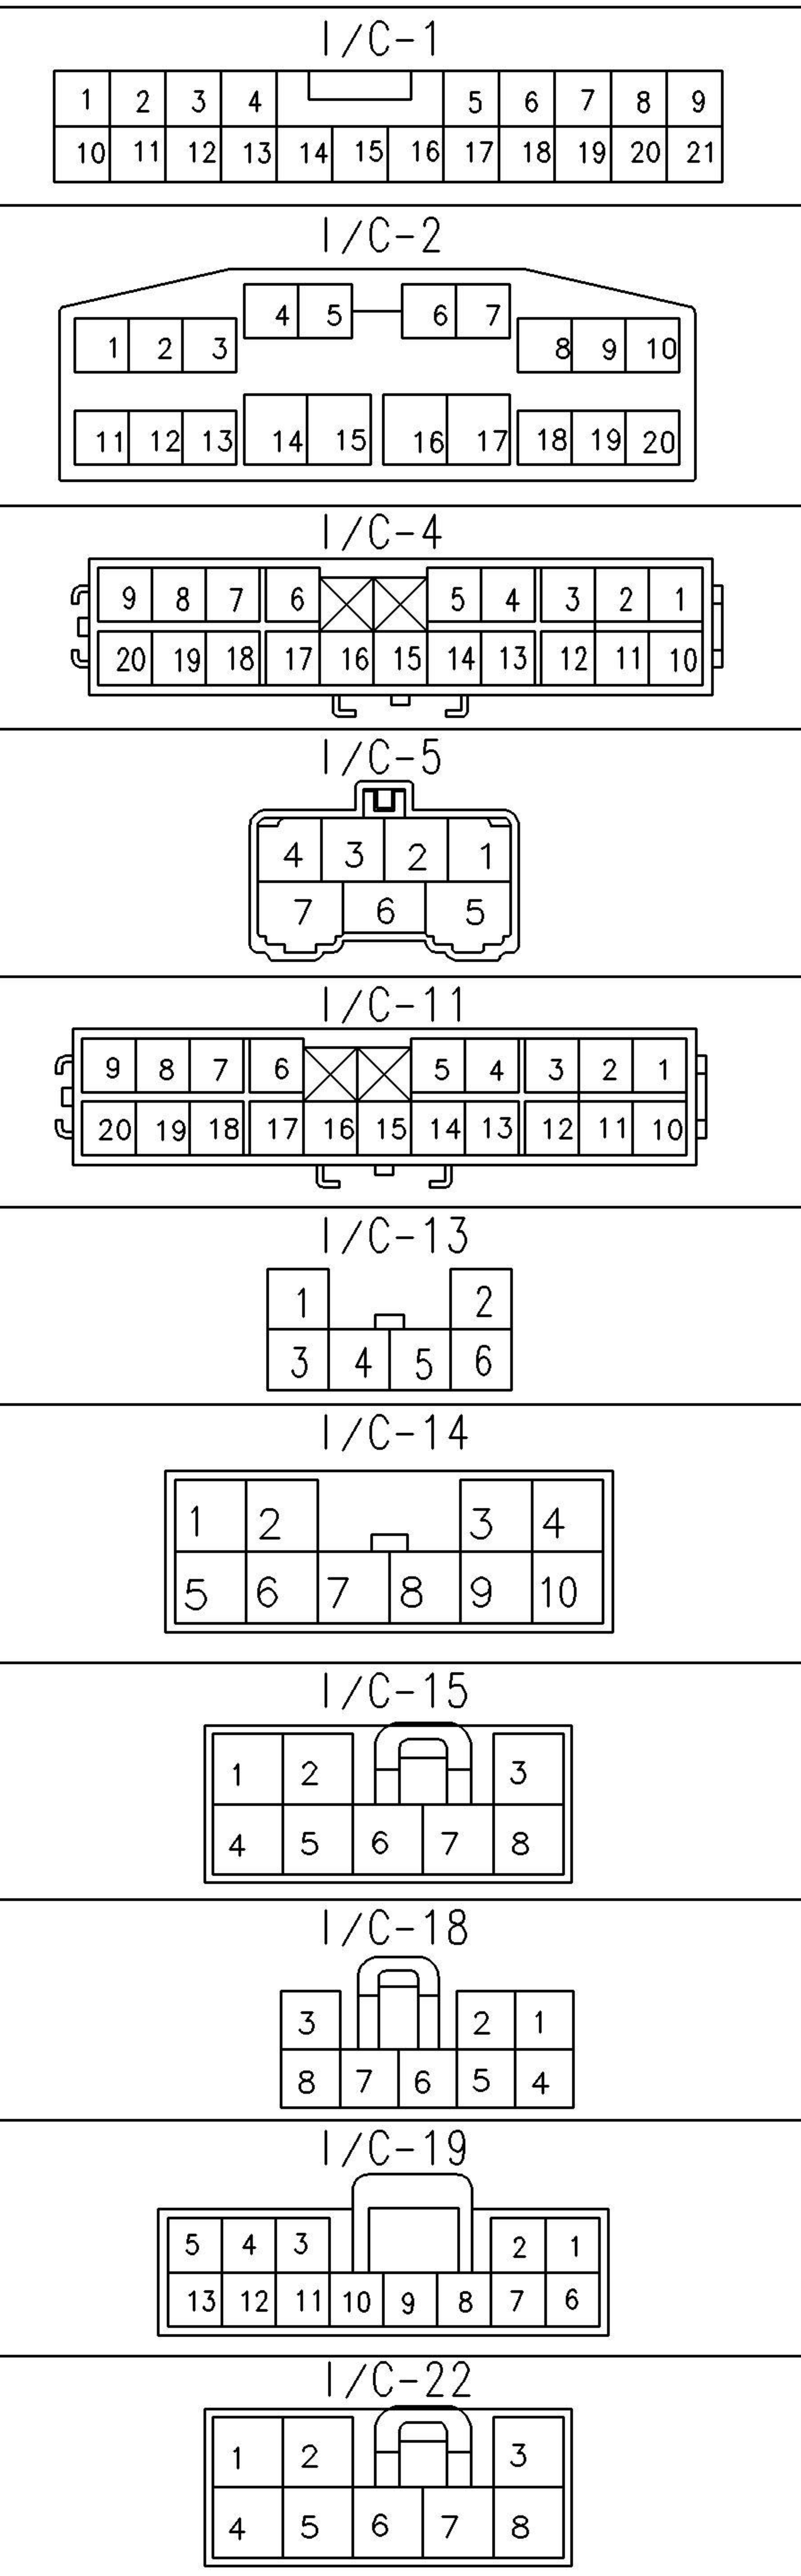 I/C-1
1 2 3 4 5 6 7 8 9
10 11 12 13 14 15 16 17 18 19 20 21
I/C-2
4 5 6 7
1 2 3 8 9 10
11 12 13 14 15 16 17 18 19 20
I/C-4
9 8 7 6 5 4 3 2 1
20 19 18 17 16 15 14 13 12 11 10
I/C-5
4 3 2 1
7 6 5
I/C-11
9 8 7 6 5 4 3 2 1
20 19 18 17 16 15 14 13 12 11 10
I/C-13
1 2
3 4 5 6
I/C-14
1 2 3 4
5 6 7 8 9 10
I/C-15
1 2 3
4 5 6 7 8
I/C-18
3 2 1
8 7 6 5 4
I/C-19
5 4 3 2 1
13 12 11 10 9 8 7 6
I/C-22
1 2 3
4 5 6 7 8